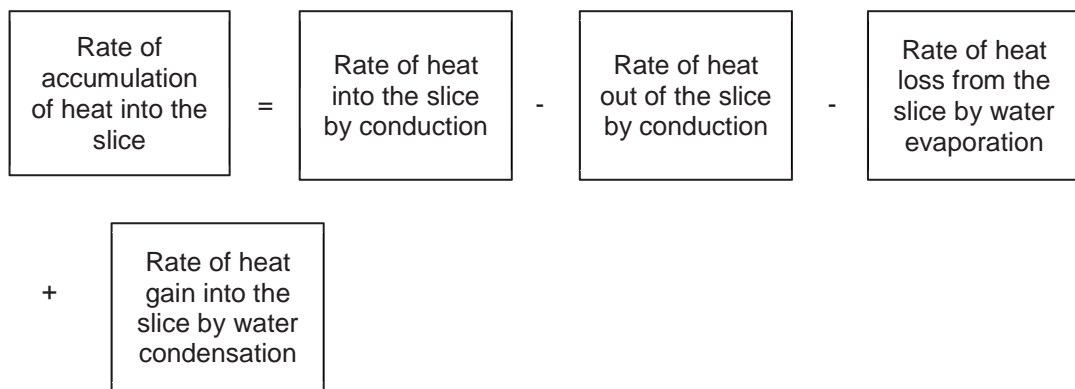 Rate of
accumulation
of heat into the
slice
=
Rate of heat
into the slice
by conduction
-
Rate of heat
out of the slice
by conduction
-
Rate of heat
loss from the
slice by water
evaporation
+
Rate of heat
gain into the
slice by water
condensation